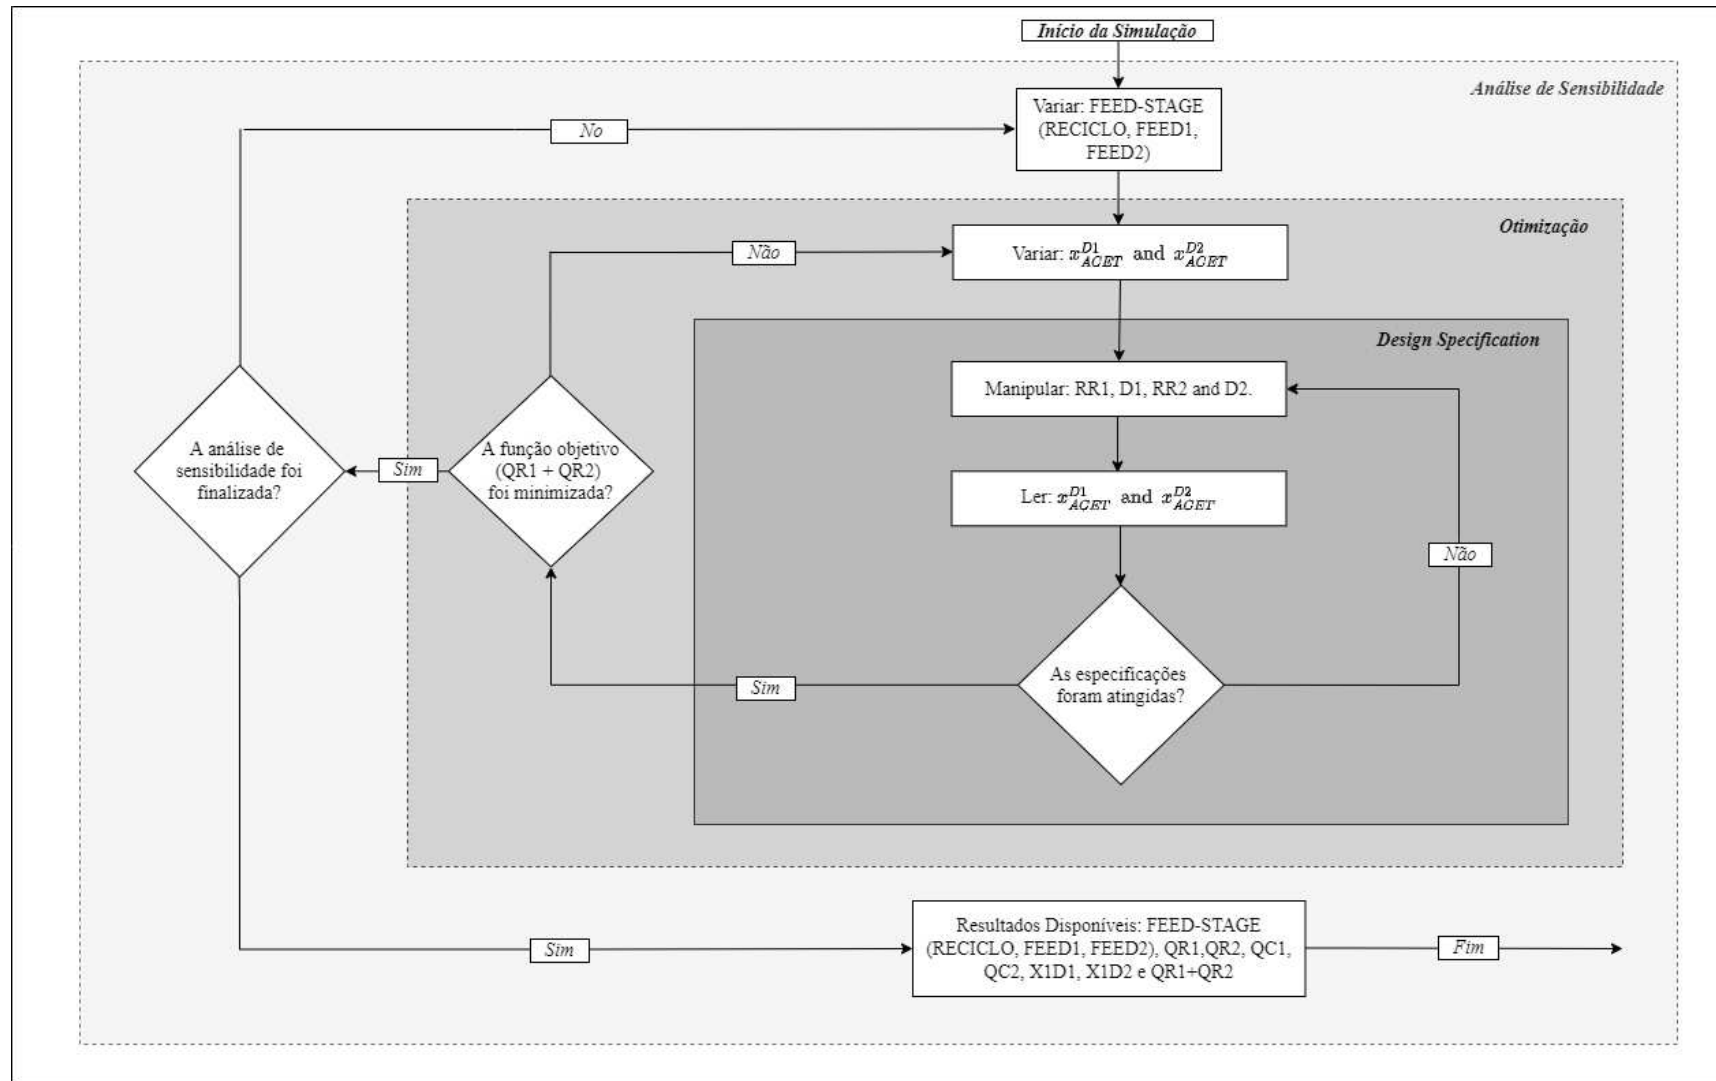 Início da Simulação
Análise de Sensibilidade
Variar: FEED-STAGE
(RECICLO, FEED1,
FEED2)
No
Otimização
Variar: x_{ACET}^{D1} and x_{ACET}^{D2}
Não
Design Specification
Manipular: RR1, D1, RR2 and D2.
A análise de
sensibilidade foi
finalizada?
Sim
A função objetivo
(QR1 + QR2)
foi minimizada?
Ler: x_{ACET}^{D1} and x_{ACET}^{D2}
Não
As especificações
foram atingidas?
Sim
Resultados Disponíveis: FEED-STAGE
(RECICLO, FEED1, FEED2), QR1,QR2, QC1,
QC2, X1D1, X1D2 e QR1+QR2
Sim
Fim